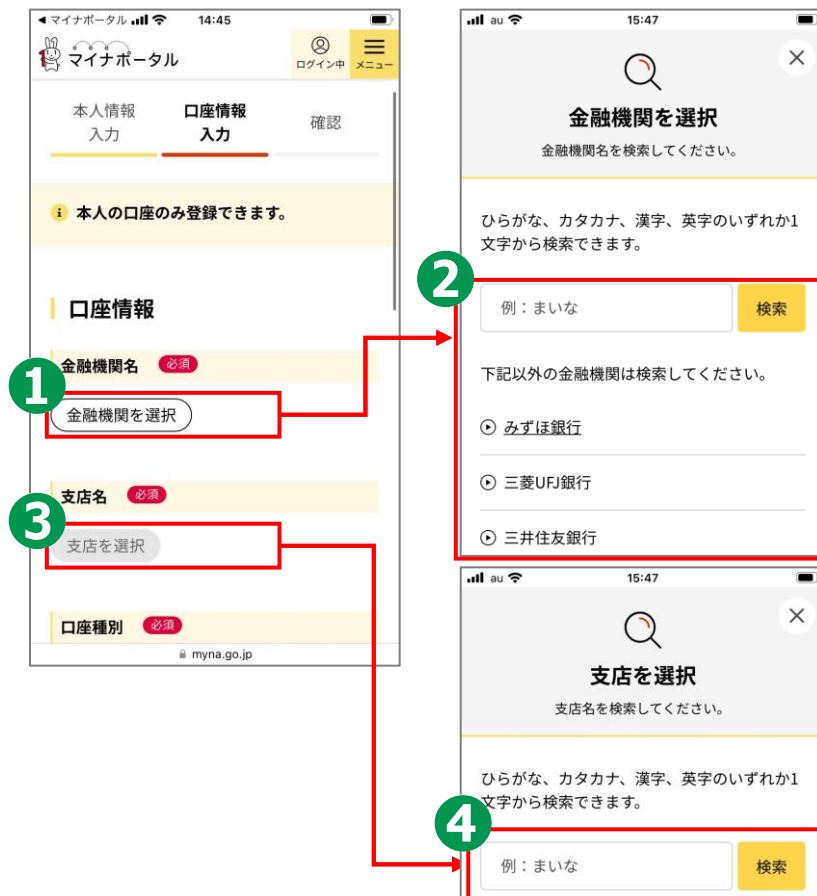 マイナポータル 14:45
マイナポータル
ログイン中
メニュー
本人情報
入力
口座情報
入力
確認
本人の口座のみ登録できます。
口座情報
金融機関名 必須
1
金融機関を選択
支店名 必須
3
支店を選択
口座種別 必須
myna.go.jp
au 15:47
金融機関を選択
金融機関名を検索してください。
ひらがな、カタカナ、漢字、英字のいずれか1
文字から検索できます。
2
例：まいな 検索
下記以外の金融機関は検索してください。
みずほ銀行
三菱UFJ銀行
三井住友銀行
au 15:47
支店を選択
支店名を検索してください。
ひらがな、カタカナ、漢字、英字のいずれか1
文字から検索できます。
4
例：まいな 検索